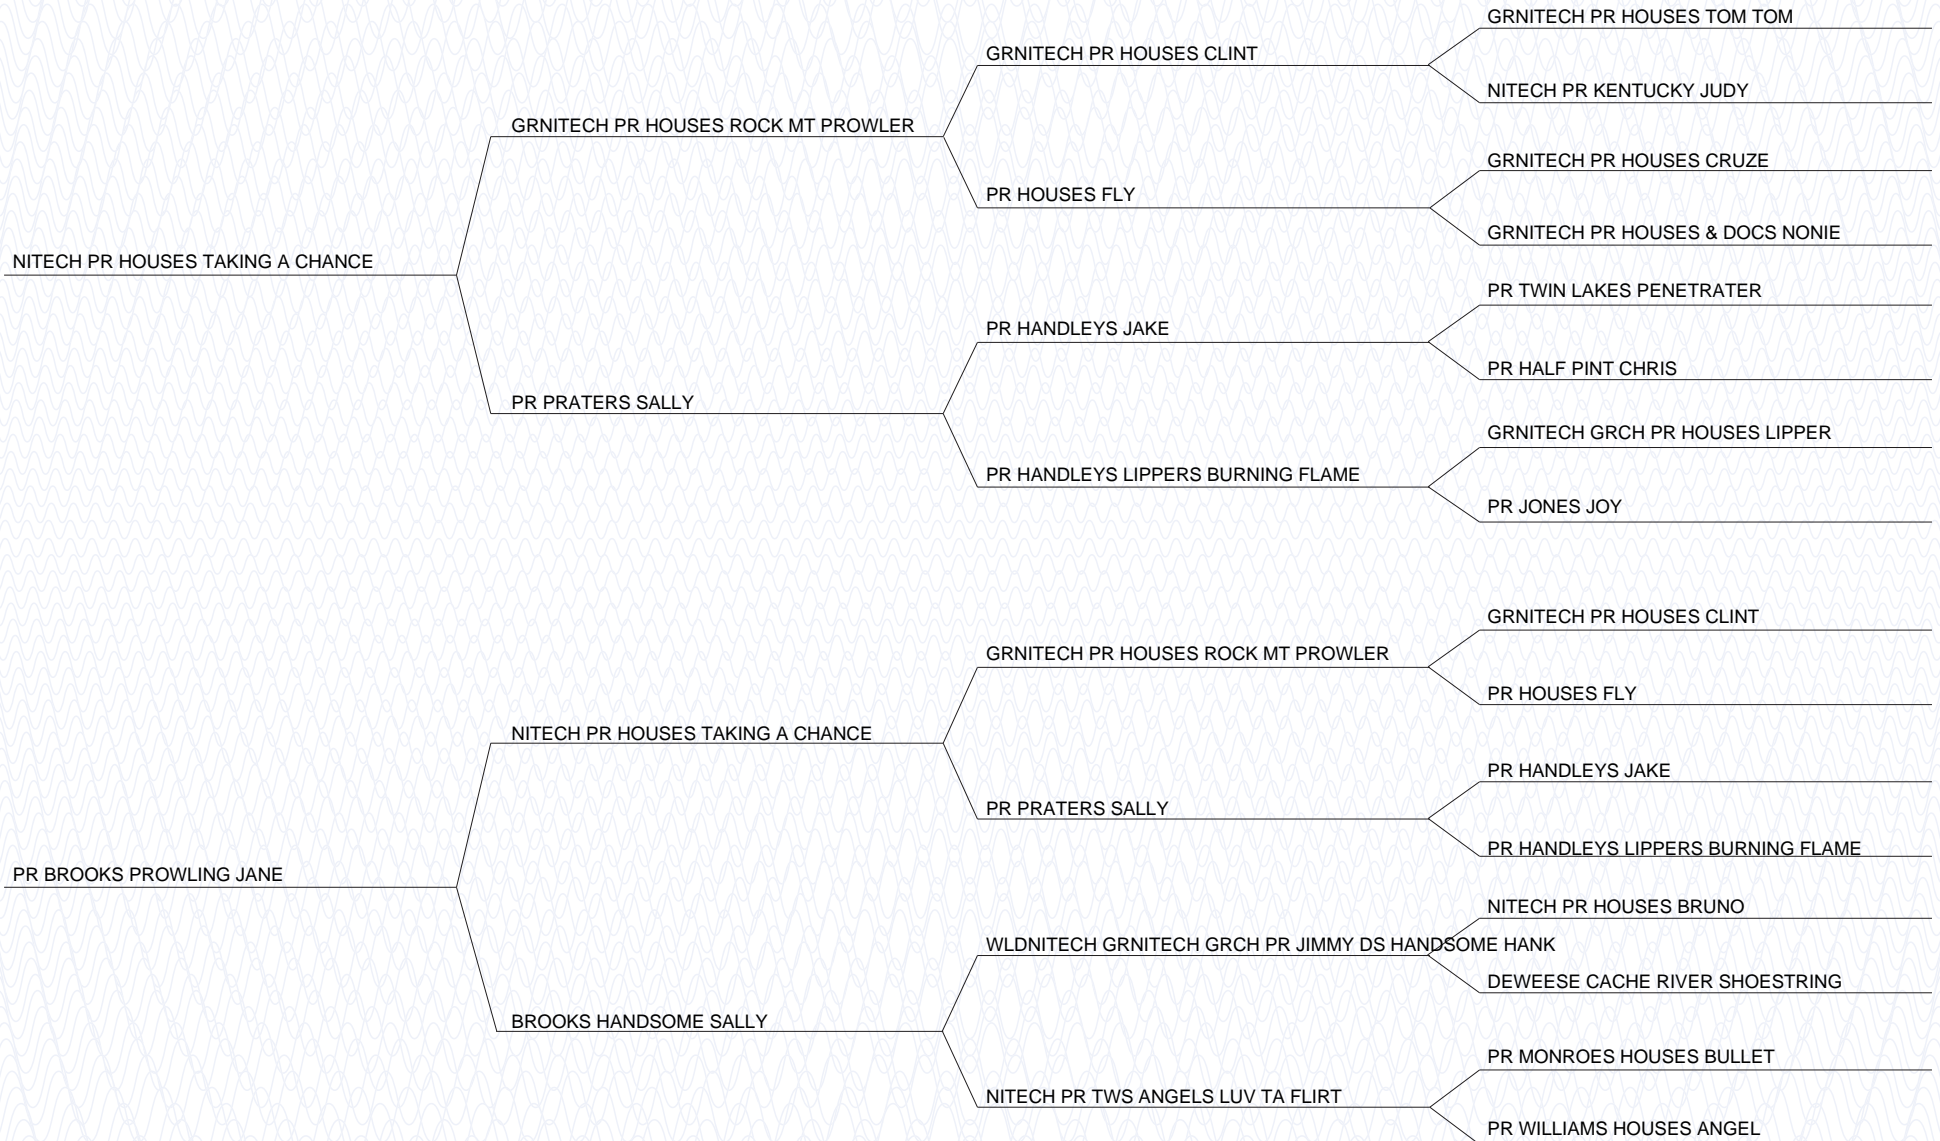 GRNITECH PR HOUSES TOM TOM
GRNITECH PR HOUSES CLINT
NITECH PR KENTUCKY JUDY
GRNITECH PR HOUSES ROCK MT PROWLER
GRNITECH PR HOUSES CRUZE
PR HOUSES FLY
GRNITECH PR HOUSES & DOCS NONIE
NITECH PR HOUSES TAKING A CHANCE
PR TWIN LAKES PENETRATER
PR HANDLEYS JAKE
PR HALF PINT CHRIS
PR PRATERS SALLY
GRNITECH GRCH PR HOUSES LIPPER
PR HANDLEYS LIPPERS BURNING FLAME
PR JONES JOY
GRNITECH PR HOUSES CLINT
GRNITECH PR HOUSES ROCK MT PROWLER
PR HOUSES FLY
NITECH PR HOUSES TAKING A CHANCE
PR HANDLEYS JAKE
PR PRATERS SALLY
PR HANDLEYS LIPPERS BURNING FLAME
PR BROOKS PROWLING JANE
NITECH PR HOUSES BRUNO
WLDNITECH GRNITECH GRCH PR JIMMY DS HANDSOME HANK
DEWEESE CACHE RIVER SHOESTRING
BROOKS HANDSOME SALLY
PR MONROES HOUSES BULLET
NITECH PR TWS ANGELS LUV TA FLIRT
PR WILLIAMS HOUSES ANGEL